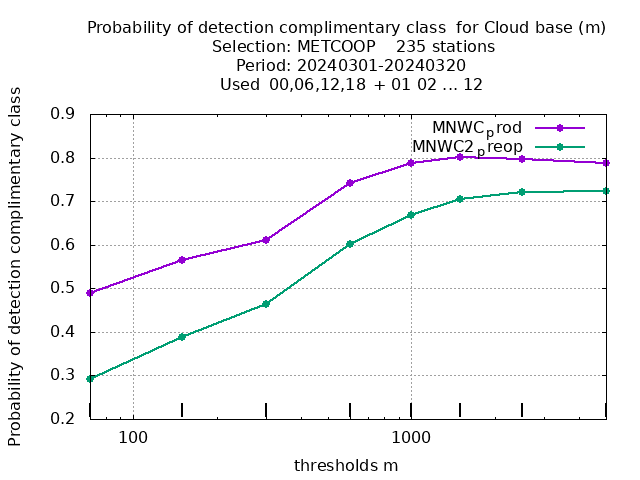 Probability of detection complimentary class  for Cloud base (m)
Selection: METCOOP    235 stations
Period: 20240301-20240320
Used  00,06,12,18  + 01 02 ... 12
Probability of detection complimentary class
MNWCprod
MNWC2preop
0.9
0.8
0.7
0.6
0.5
0.4
0.3
0.2
100
1000
thresholds m